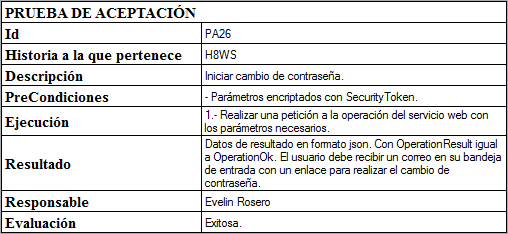 PRUEBA DE ACEPTACIÓN
Id PA26
Historia a la que pertenece H8WS
Descripción Iniciar cambio de contraseña.
PreCondiciones - Parámetros encriptados con SecurityToken.
Ejecución 1.- Realizar una petición a la operación del servicio web con
los parámetros necesarios.
Resultado Datos de resultado en formato json. Con OperationResult igual
a OperationOk. El usuario debe recibir un correo en su bandeja
de entrada con un enlace para realizar el cambio de
contraseña.
Responsable Evelin Rosero
Evaluación Exitosa.